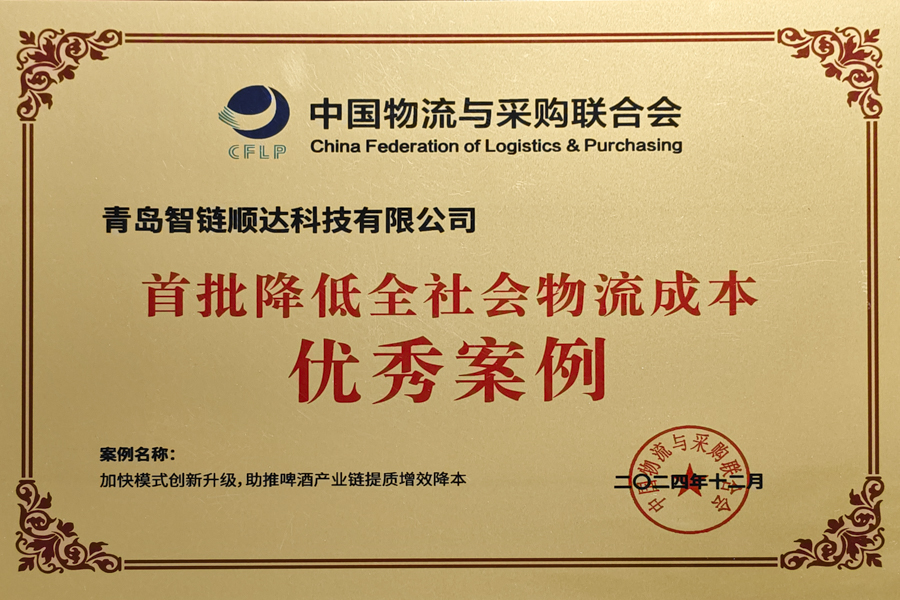 中国物流与采购联合会
CFLP
China Federation of Logistics & Purchasing
青岛智链顺达科技有限公司
首批降低全社会物流成本
优秀案例
案例名称：
加快模式创新升级，助推啤酒产业链提质增效降本
二〇二四年十二月
中国物流与采购联合会